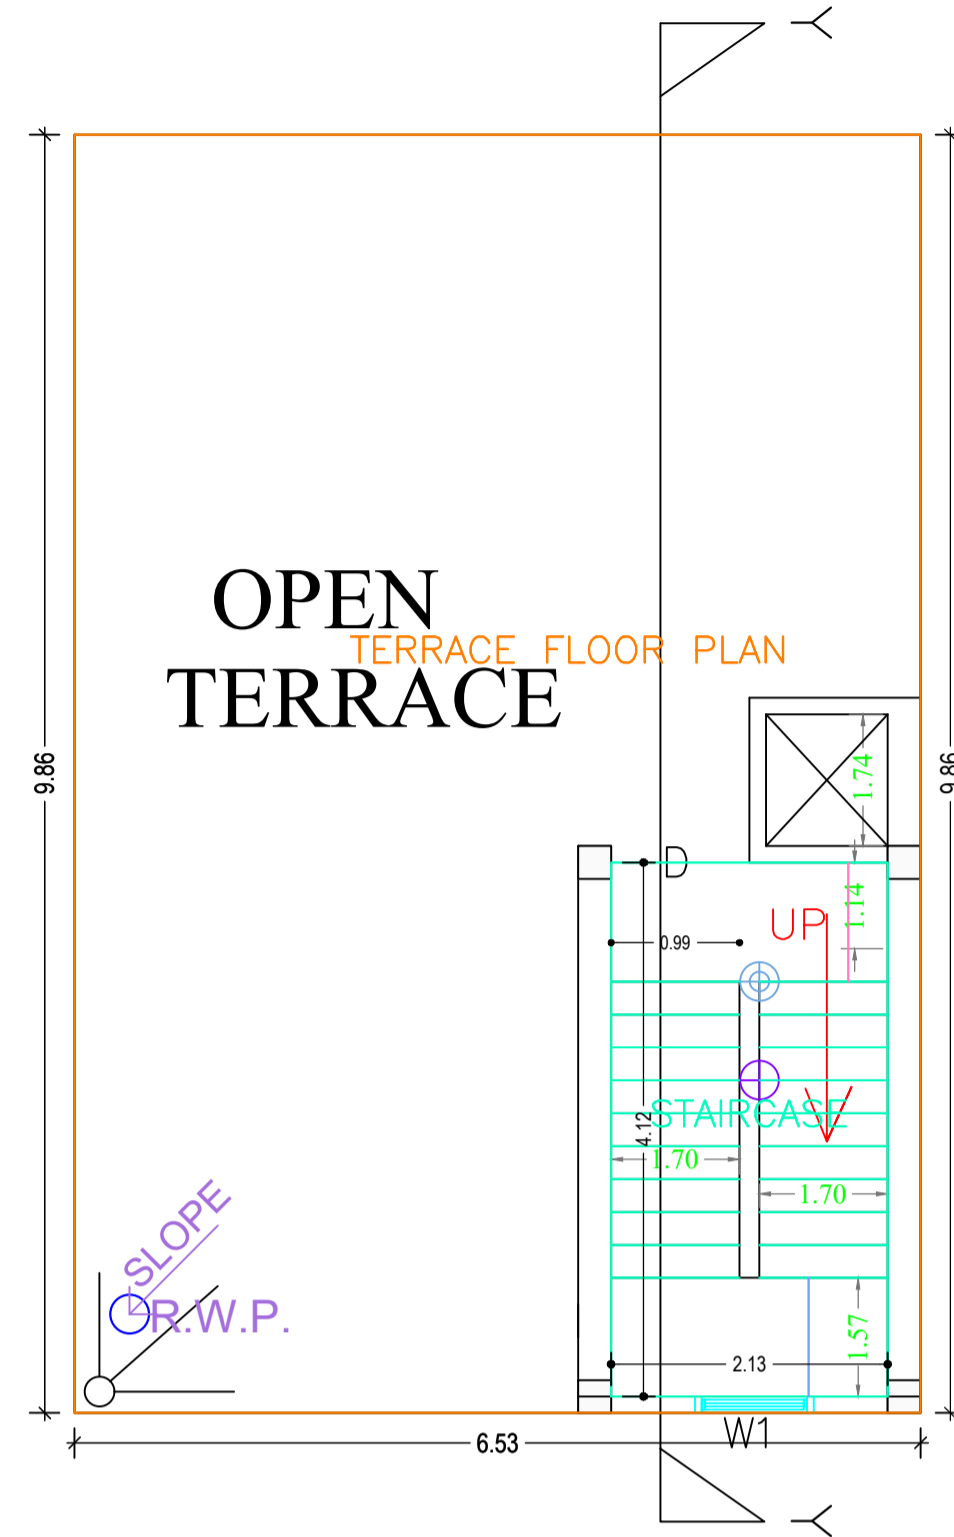 Y
OPEN
TERRACE FLOOR PLAN
TERRACE
9.86
9.86
1.74
D
1.14
UP
0.99
STAIRCASE
4.12
1.70
1.70
SLOPE
R.W.P.
1.57
2.13
W1
6.53
Y